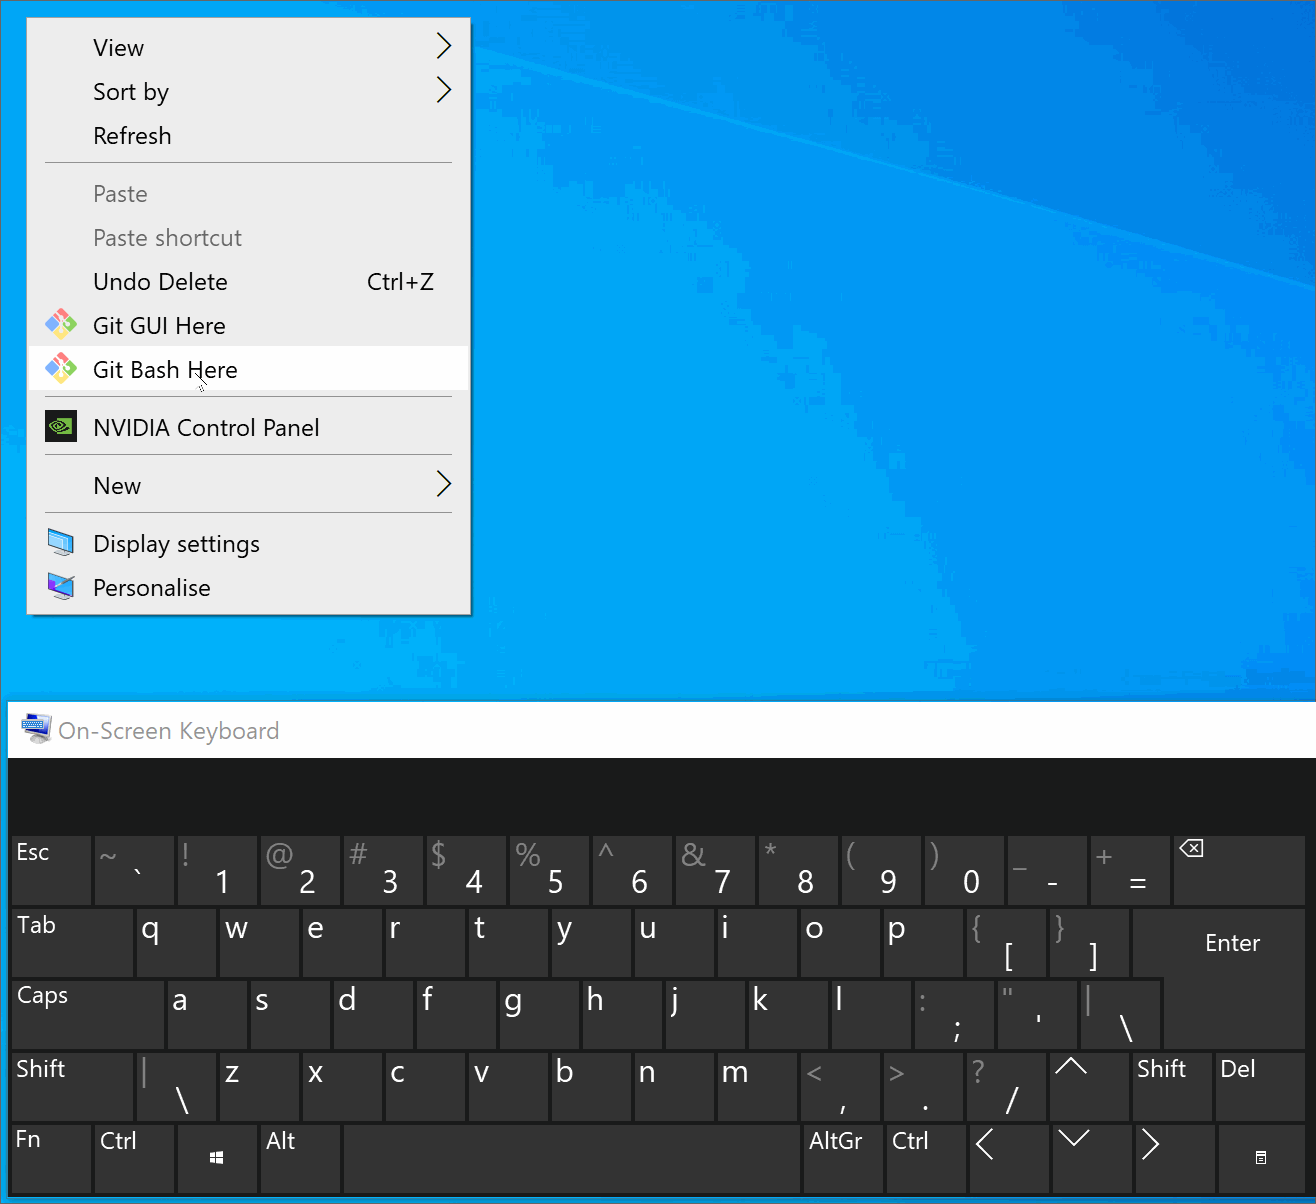 View
Sort by
Refresh
Paste
Paste shortcut
Undo Delete Ctrl+Z
Git GUI Here
Git Bash Here
NVIDIA Control Panel
New
Display settings
Personalise
On-Screen Keyboard
Esc ~ ` ! 1 @ 2 # 3 $ 4 % 5 ^ 6 & 7 * 8 ( 9 ) 0 _ - + =
Tab q w e r t y u i o p { [ } ] Enter
Caps a s d f g h j k l : ; " ' | \
Shift | \ z x c v b n m < , > . ? / Shift Del
Fn Ctrl Alt AltGr Ctrl